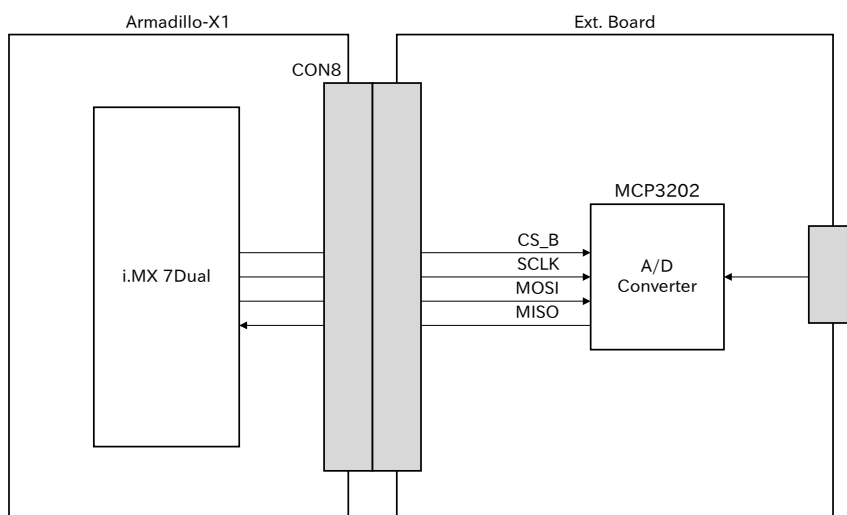 Armadillo-X1
Ext. Board
CON8
MCP3202
i.MX 7Dual
CS_B
SCLK
MOSI
MISO
A/D
Converter